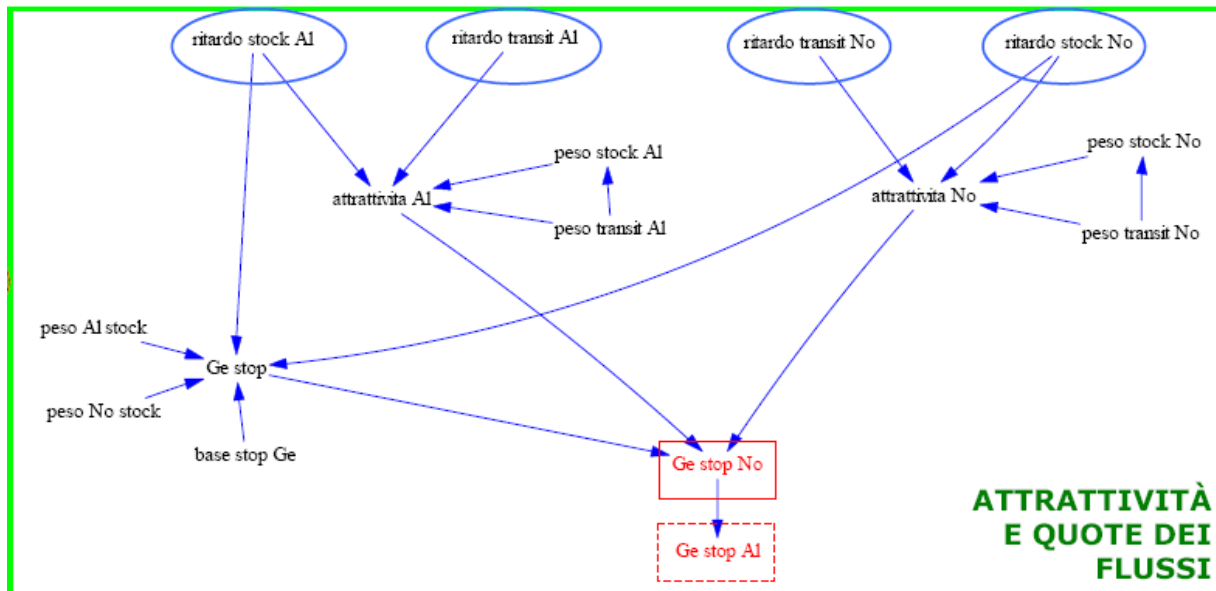 ritardo stock Al
ritardo transit Al
ritardo transit No
ritardo stock No
peso stock Al
peso stock No
attrattivita Al
attrattivita No
peso transit Al
peso transit No
peso Al stock
Ge stop
peso No stock
base stop Ge
Ge stop No
Ge stop Al
ATTRATTIVITÀ
E QUOTE DEI
FLUSSI